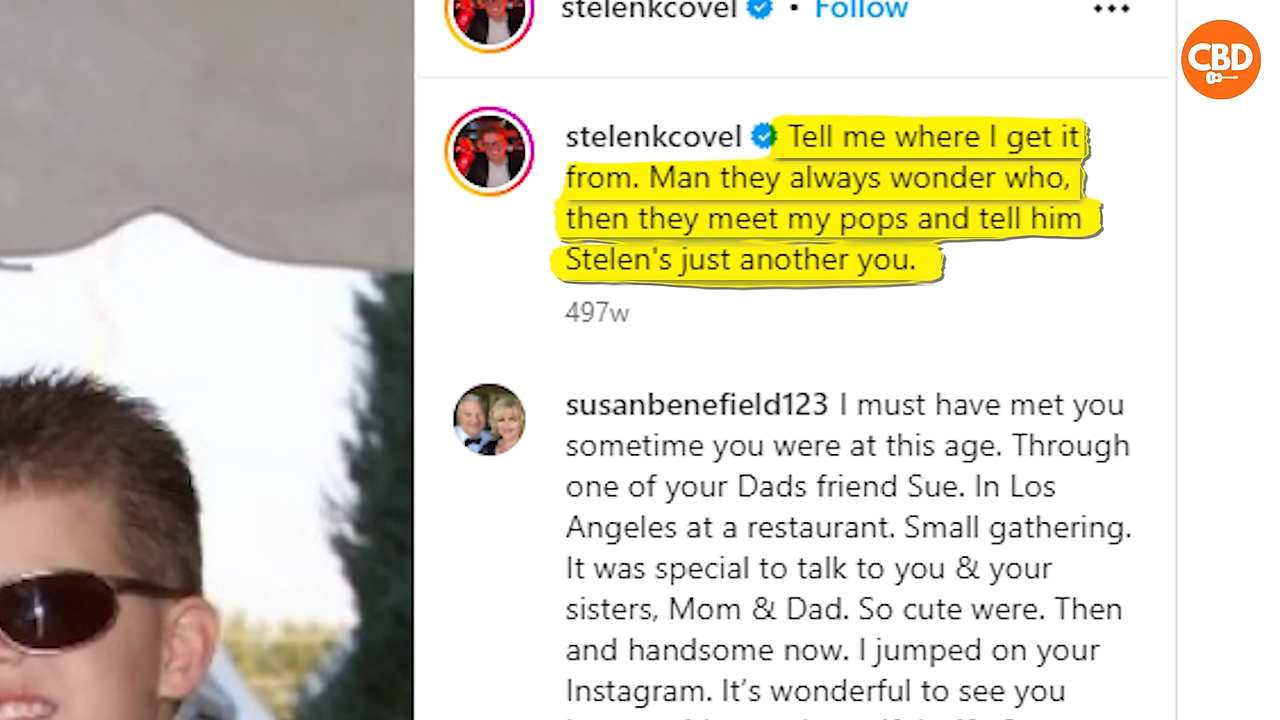 stelenkcovel • Follow •••
CBD
stelenkcovel Tell me where I get it
from. Man they always wonder who,
then they meet my pops and tell him
Stelen's just another you.
497w
susanbenefield123 I must have met you
sometime you were at this age. Through
one of your Dads friend Sue. In Los
Angeles at a restaurant. Small gathering.
It was special to talk to you & your
sisters, Mom & Dad. So cute were. Then
and handsome now. I jumped on your
Instagram. It’s wonderful to see you